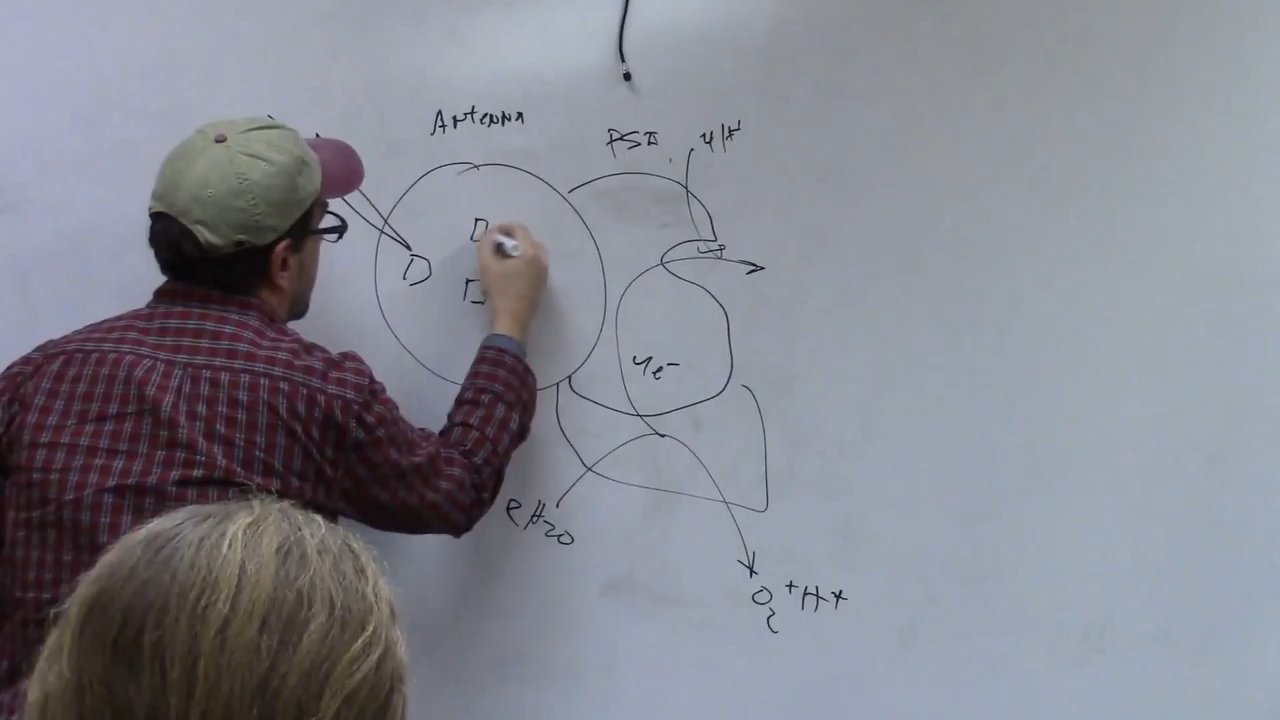 Antenna
PSII
4H+
D
D
D
4e-
2H2O
O2 + H+